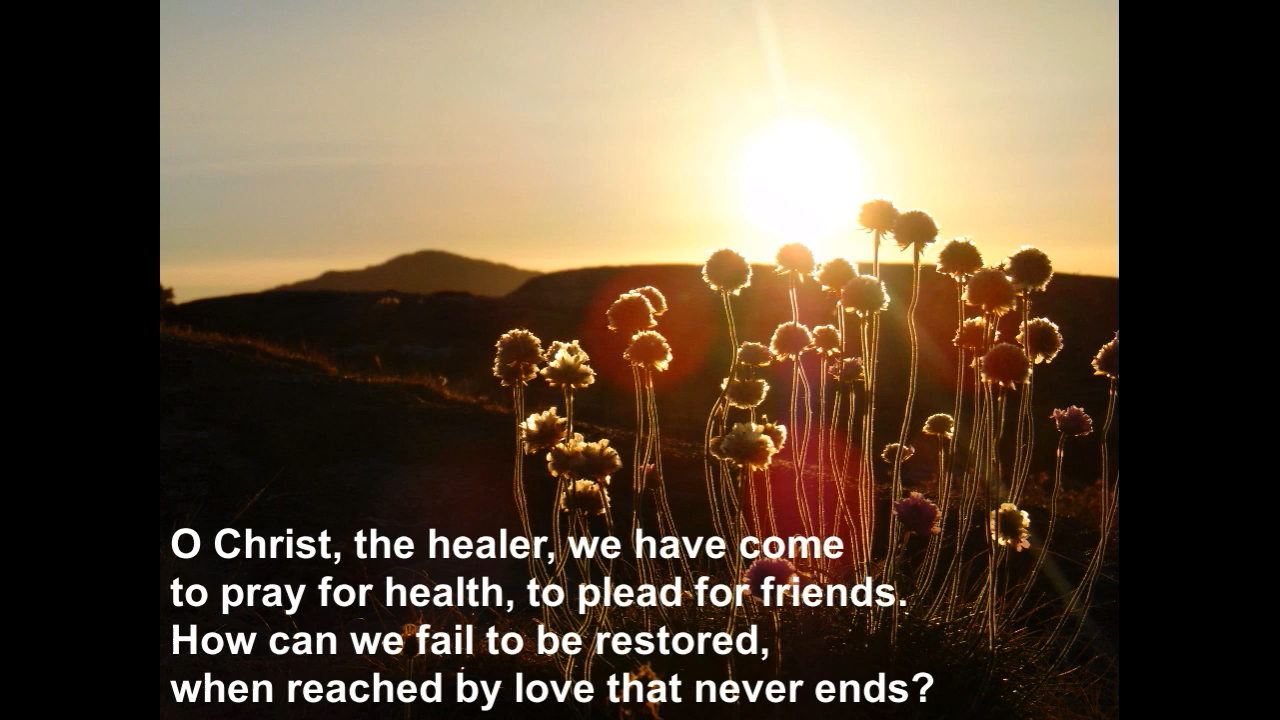 O Christ, the healer, we have come
to pray for health, to plead for friends.
How can we fail to be restored,
when reached by love that never ends?